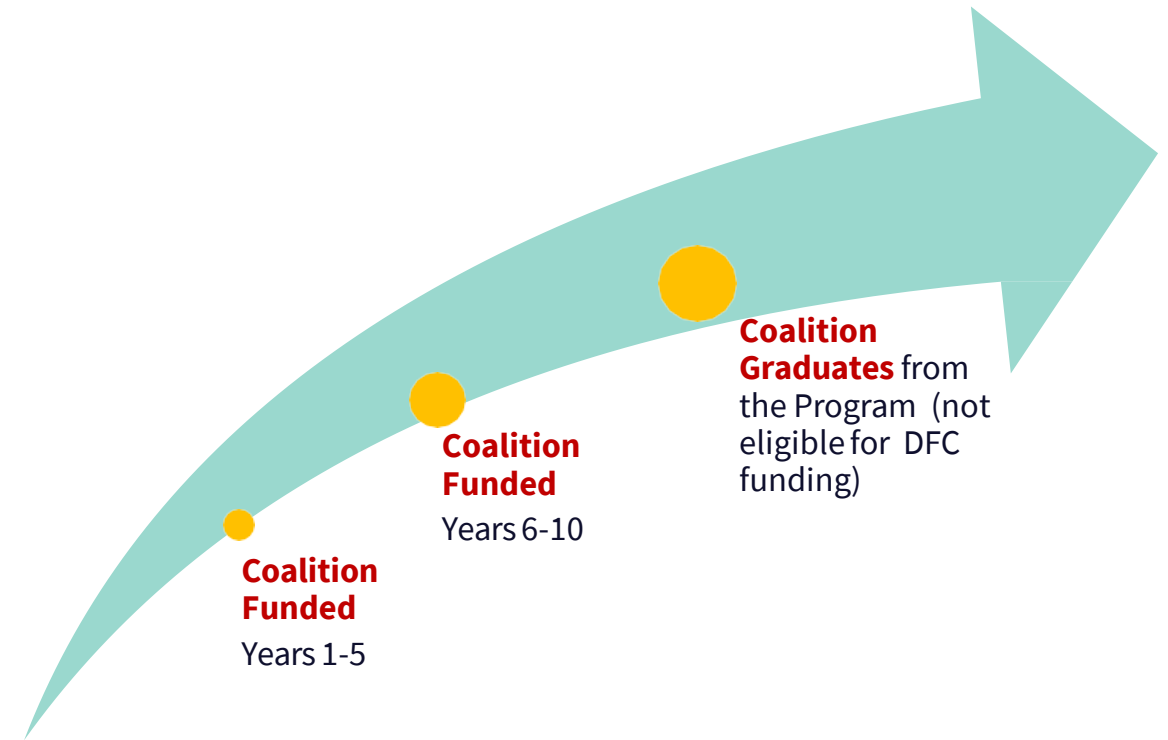 Coalition
Funded
Years 1-5
Coalition
Funded
Years 6-10
Coalition
Graduates from
the Program (not
eligible for DFC
funding)